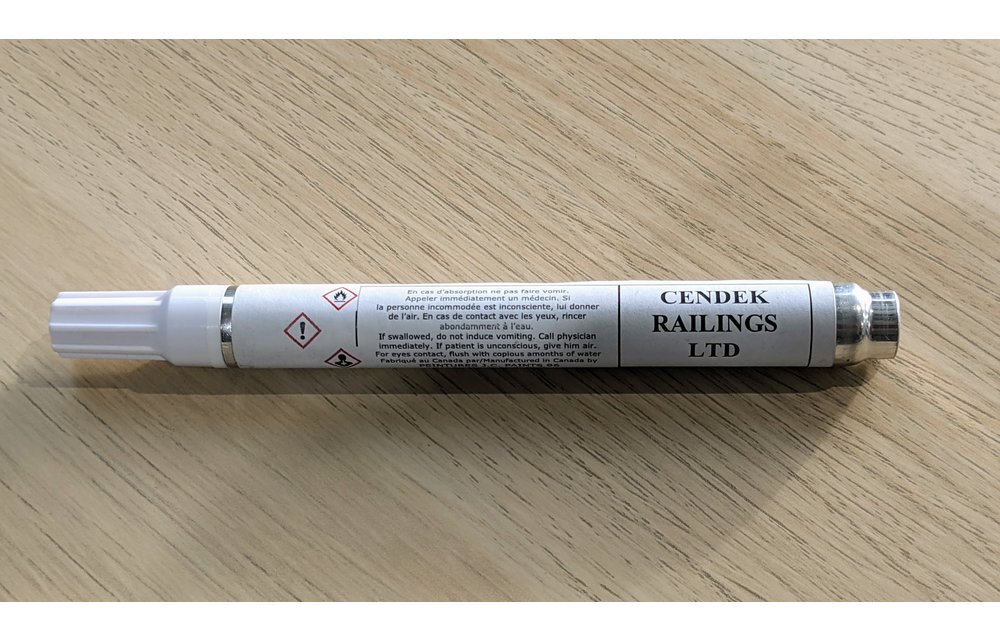 En cas d'absorption ne pas faire vomir.
Appeler immédiatement un médecin. Si
la personne incommodée est inconsciente, lui donner
de l'air. En cas de contact avec les yeux, rincer
abondamment à l'eau.
If swallowed, do not induce vomiting. Call physician
immediately. If patient is unconscious, give him air.
For eyes contact, flush with copious amonths of water
Fabriqué au Canada par/Manufactured in Canada by
PEINTURES J.C. PAINTS 96
CENDEK
RAILINGS
LTD